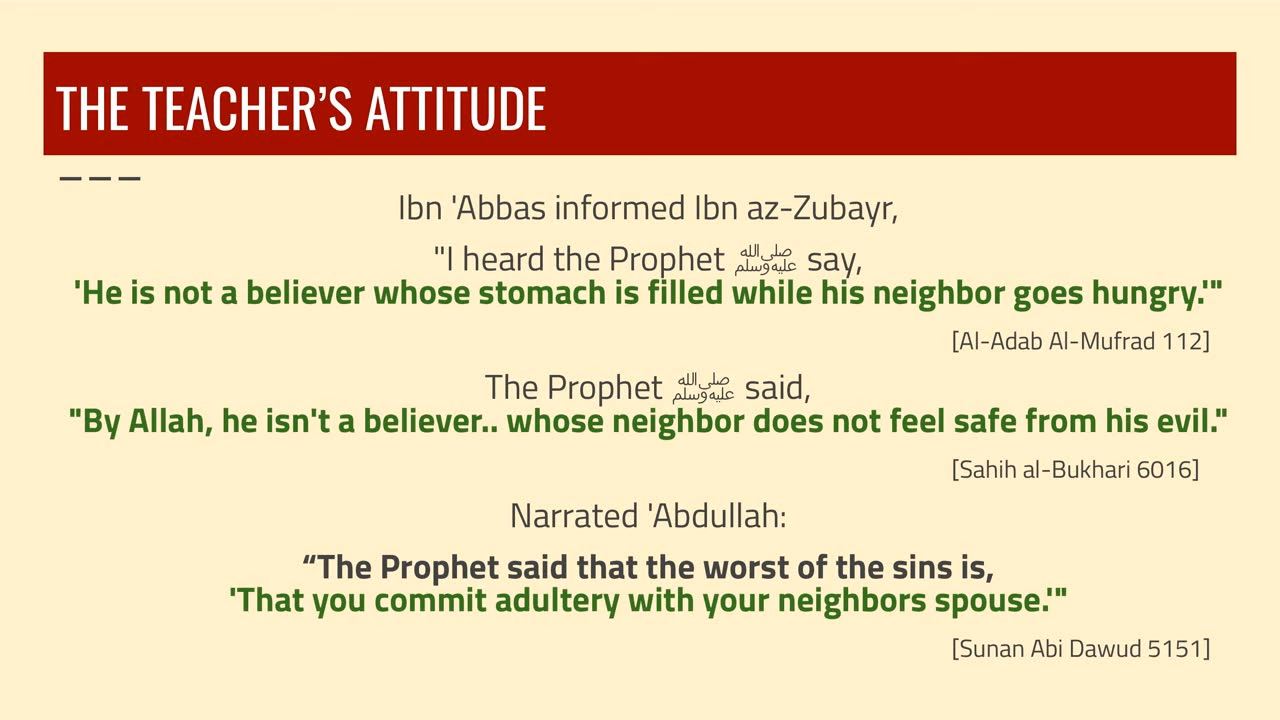 THE TEACHER’S ATTITUDE
Ibn 'Abbas informed Ibn az-Zubayr,
"I heard the Prophet ﷺ say,
'He is not a believer whose stomach is filled while his neighbor goes hungry.'"
[Al-Adab Al-Mufrad 112]
The Prophet ﷺ said,
"By Allah, he isn't a believer.. whose neighbor does not feel safe from his evil."
[Sahih al-Bukhari 6016]
Narrated 'Abdullah:
“The Prophet said that the worst of the sins is,
'That you commit adultery with your neighbors spouse.'"
[Sunan Abi Dawud 5151]